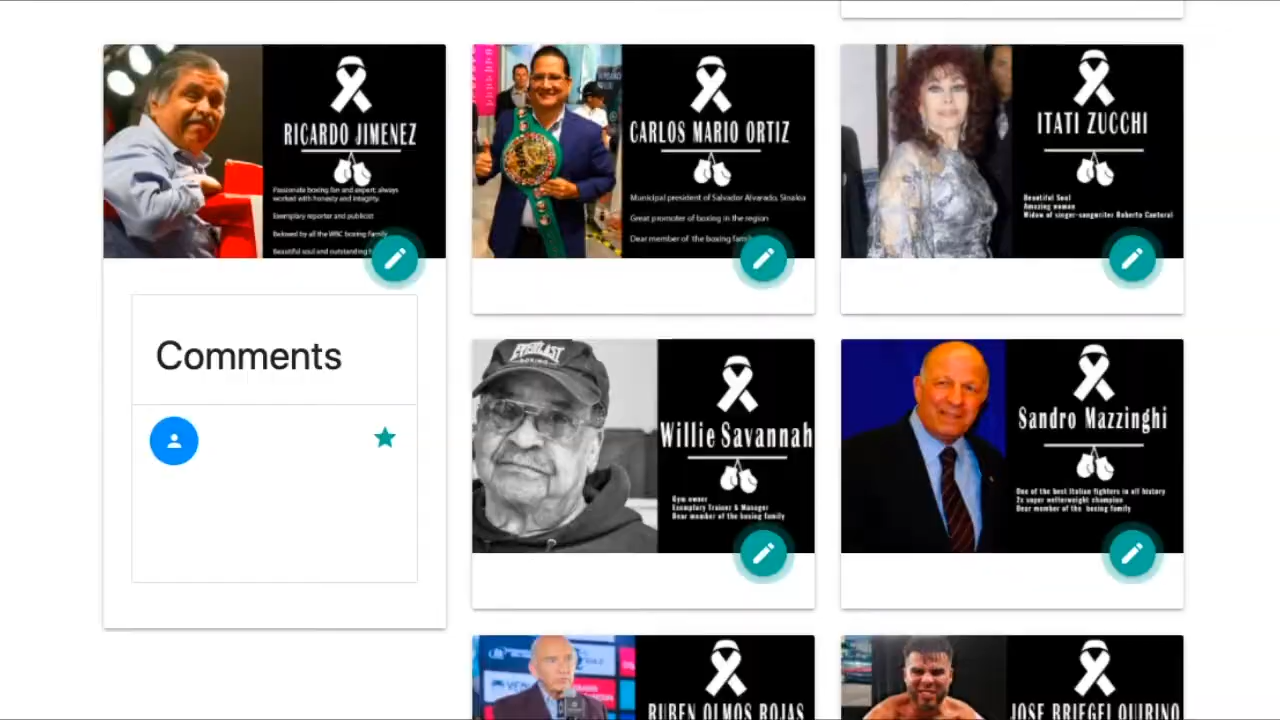 RICARDO JIMENEZ
Passionate boxing fan and expert; always
worked with honesty and integrity.
Exemplary reporter and publicist
Beloved by all the WBC boxing family
Beautiful soul and outstanding
Comments
CARLOS MARIO ORTIZ
Municipal president of Salvador Alvarado, Sinaloa
Great promoter of boxing in the region
Dear member of the boxing family
ITATI ZUCCHI
Beautiful Soul
Amazing woman
Widow of singer-songwriter Roberto Cantoral
EVERLAST
BOXING
Willie Savannah
Gym owner
Exemplary Trainer & Manager
Dear member of the boxing family
Sandro Mazzinghi
One of the best Italian fighters in all history
2x super welterweight champion
Dear member of the boxing family
RUBEN OLMOS ROJAS
JOSE BRIEGEL QUIRINO